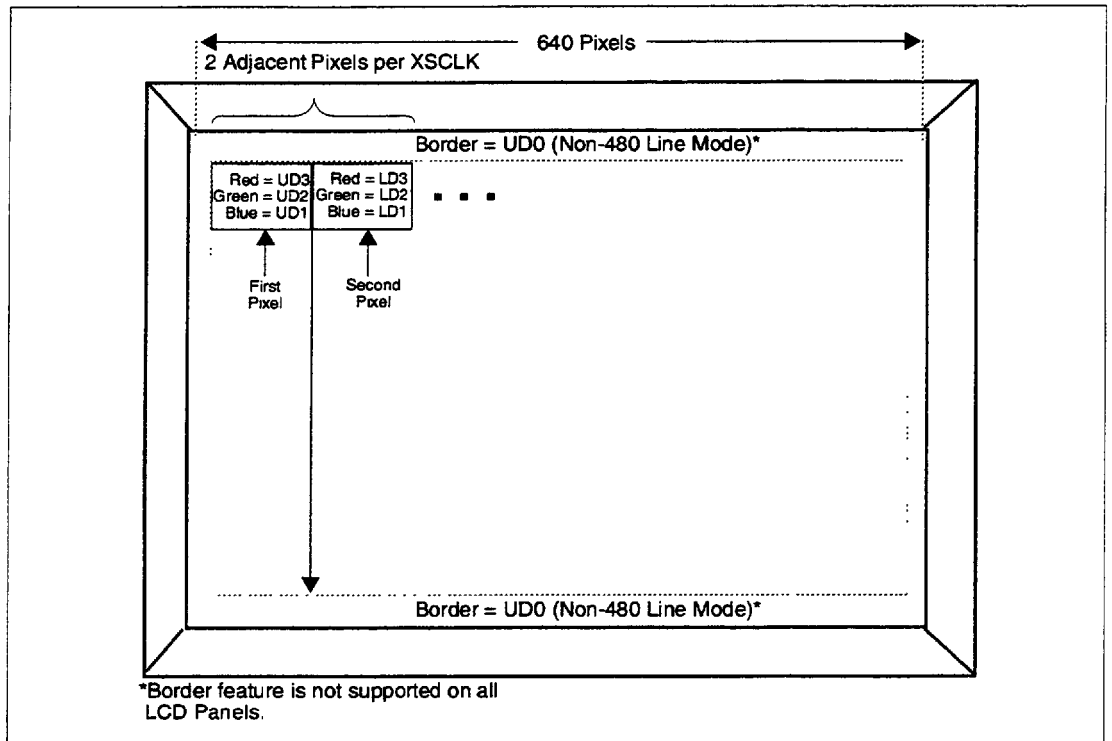 640 Pixels
2 Adjacent Pixels per XSCLK
Border = UD0 (Non-480 Line Mode)*
Red = UD3 Red = LD3
Green = UD2 Green = LD2
Blue = UD1 Blue = LD1
First Second
Pixel Pixel
Border = UD0 (Non-480 Line Mode)*
*Border feature is not supported on all
LCD Panels.